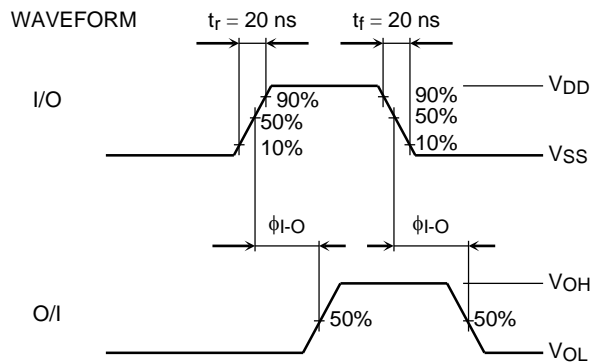 WAVEFORM
tr = 20 ns
tf = 20 ns
I/O
VDD
90%
50%
10%
90%
50%
10%
VSS
ϕI-O
ϕI-O
O/I
VOH
50%
50%
VOL